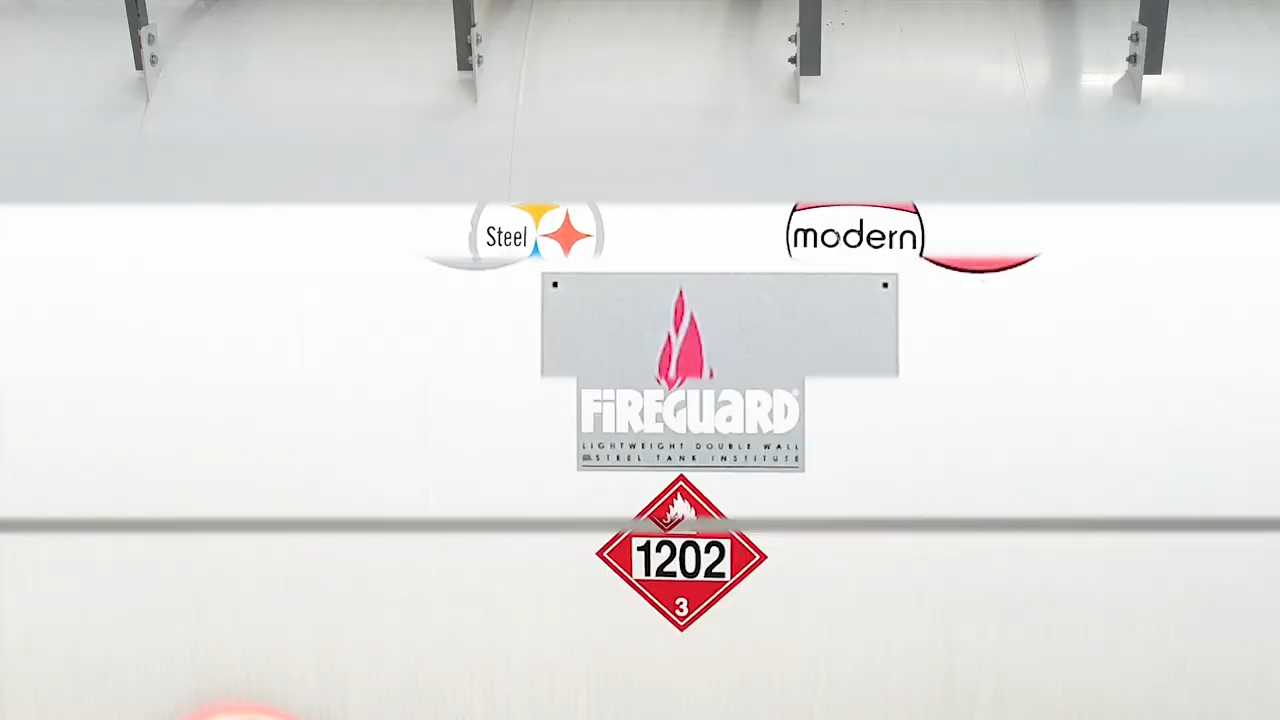 Steel
modern
FIREGUARD®
LIGHTWEIGHT DOUBLE WALL
STEEL TANK INSTITUTE
1202
3